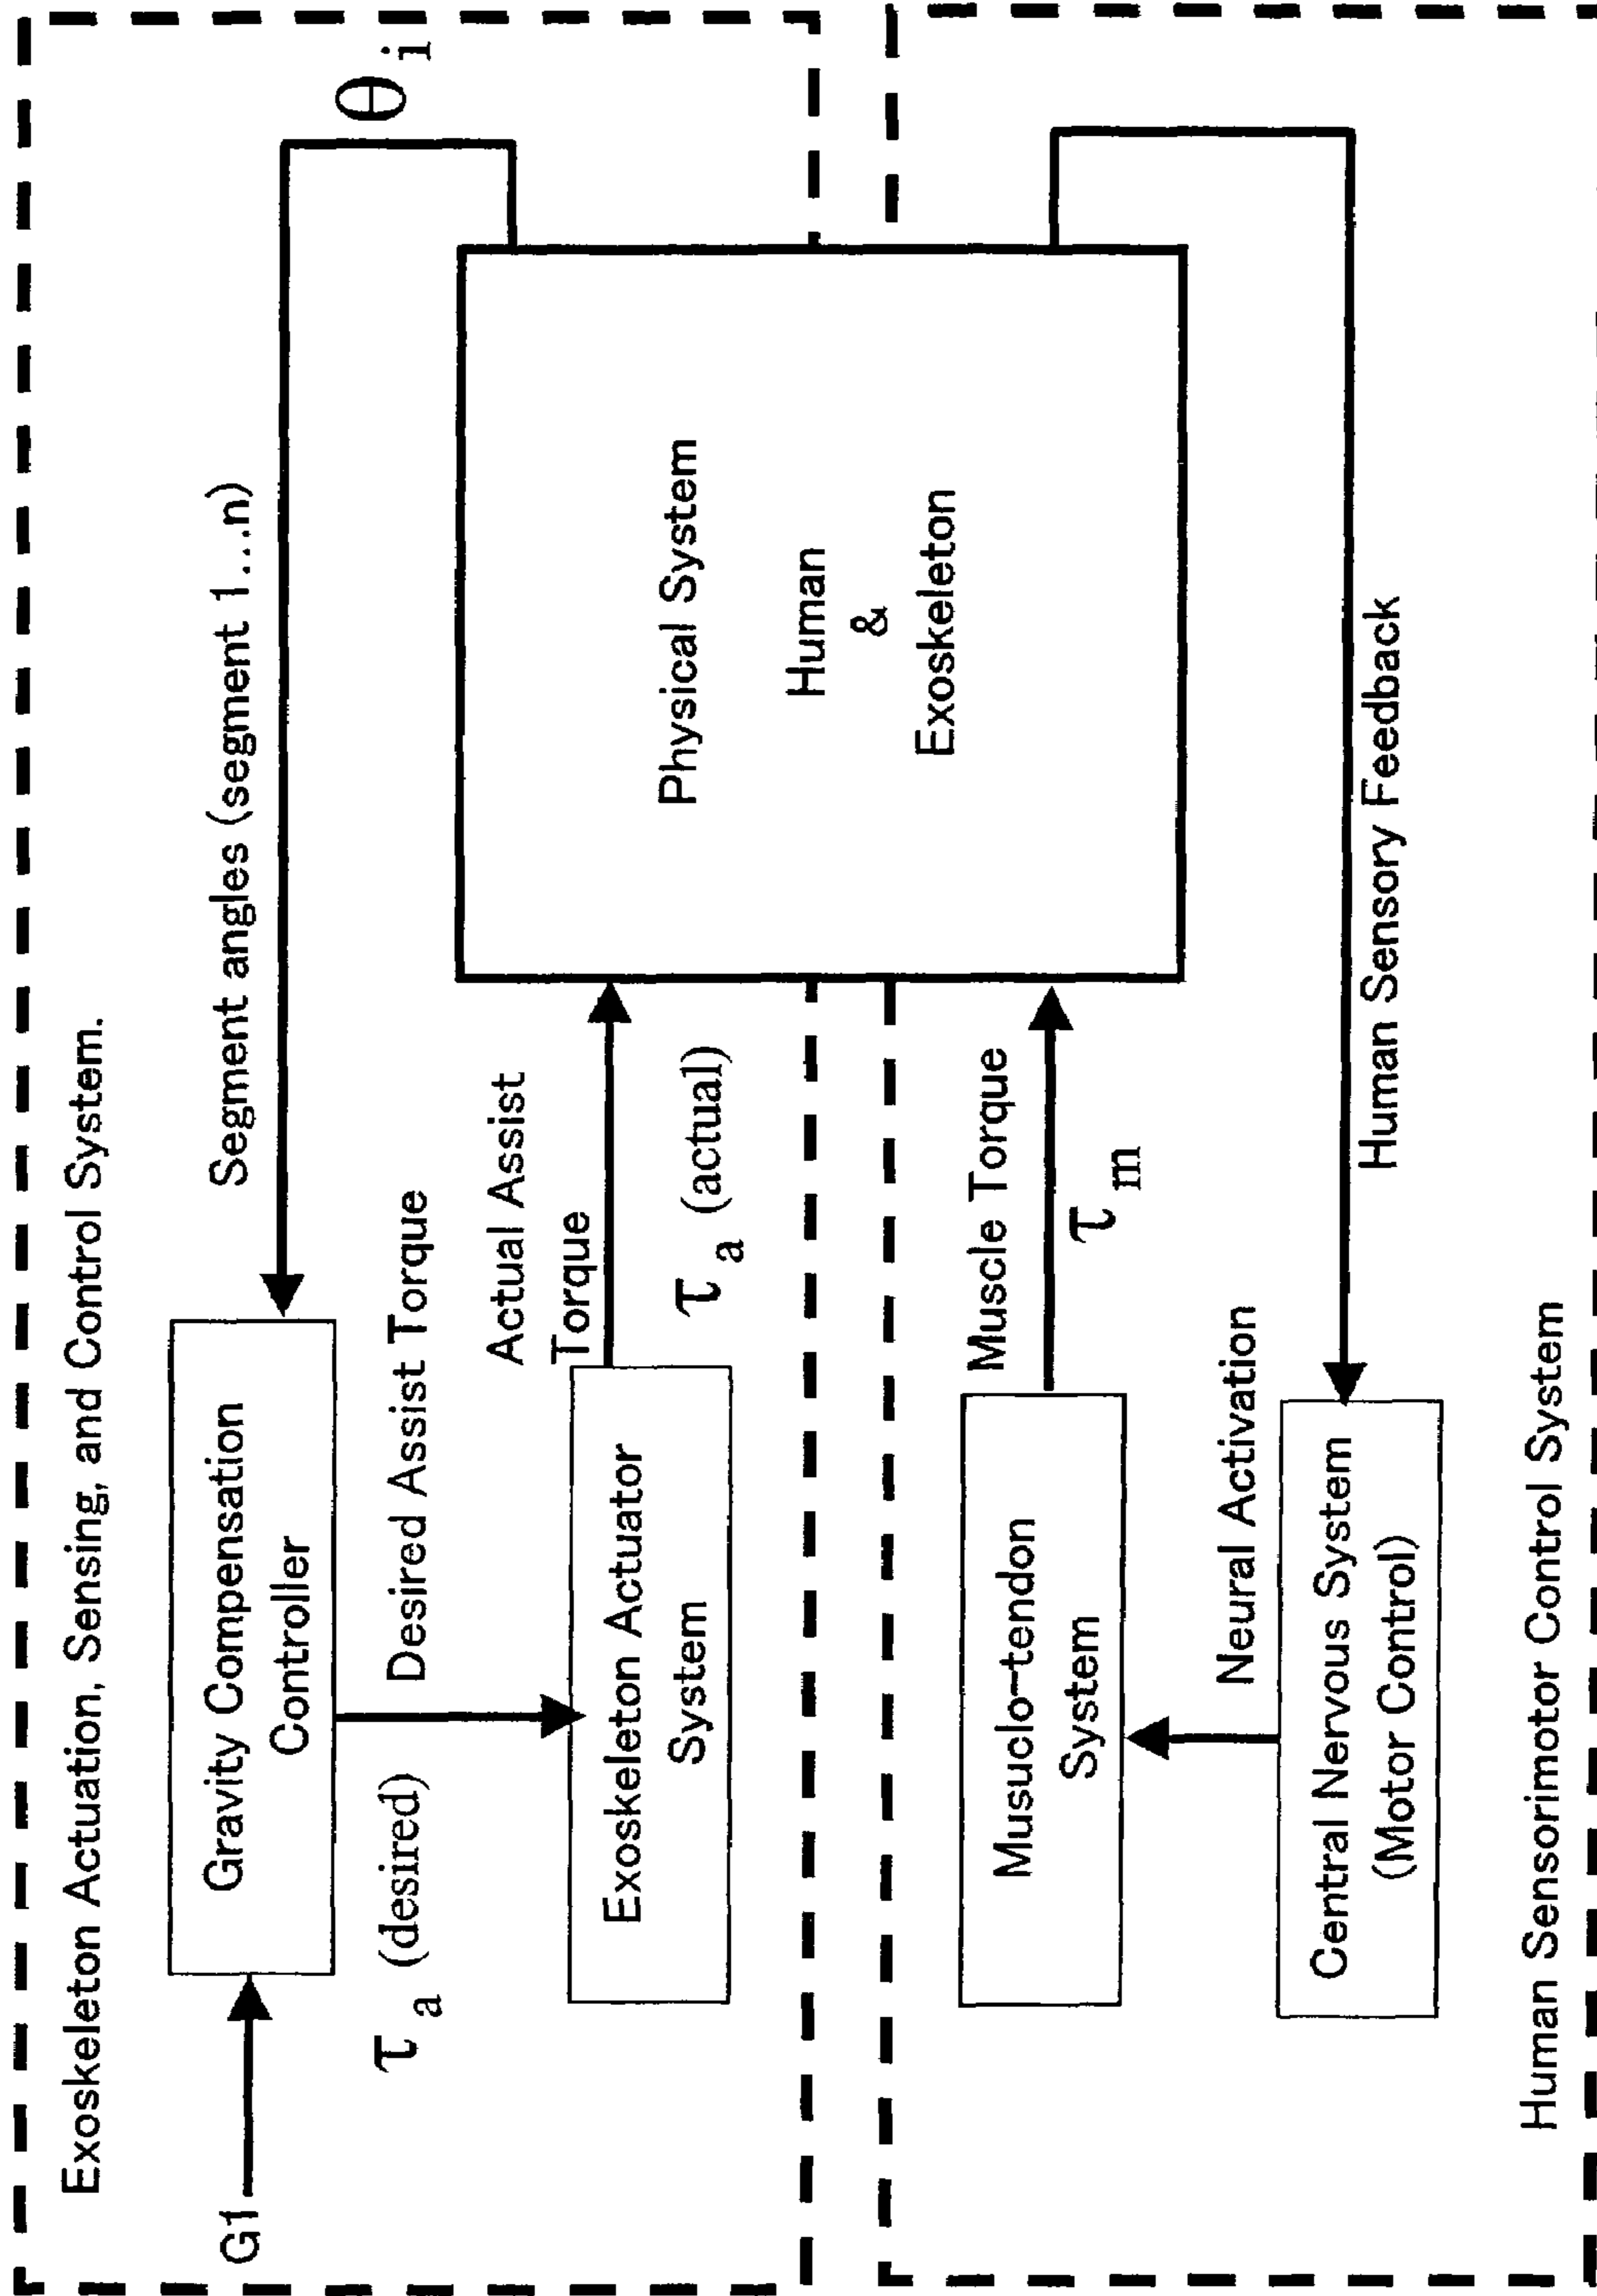 Exoskeleton Actuation, Sensing, and Control System.
G1
Gravity Compensation
Controller
Segment angles (segment 1...n)
θ i
τ a (desired)
Desired Assist Torque
Exoskeleton Actuator
System
Actual Assist
Torque
τ a (actual)
Physical System
Human
&
Exoskeleton
Musuclo-tendon
System
Muscle Torque
τ m
Neural Activation
Central Nervous System
(Motor Control)
Human Sensory Feedback
Human Sensorimotor Control System